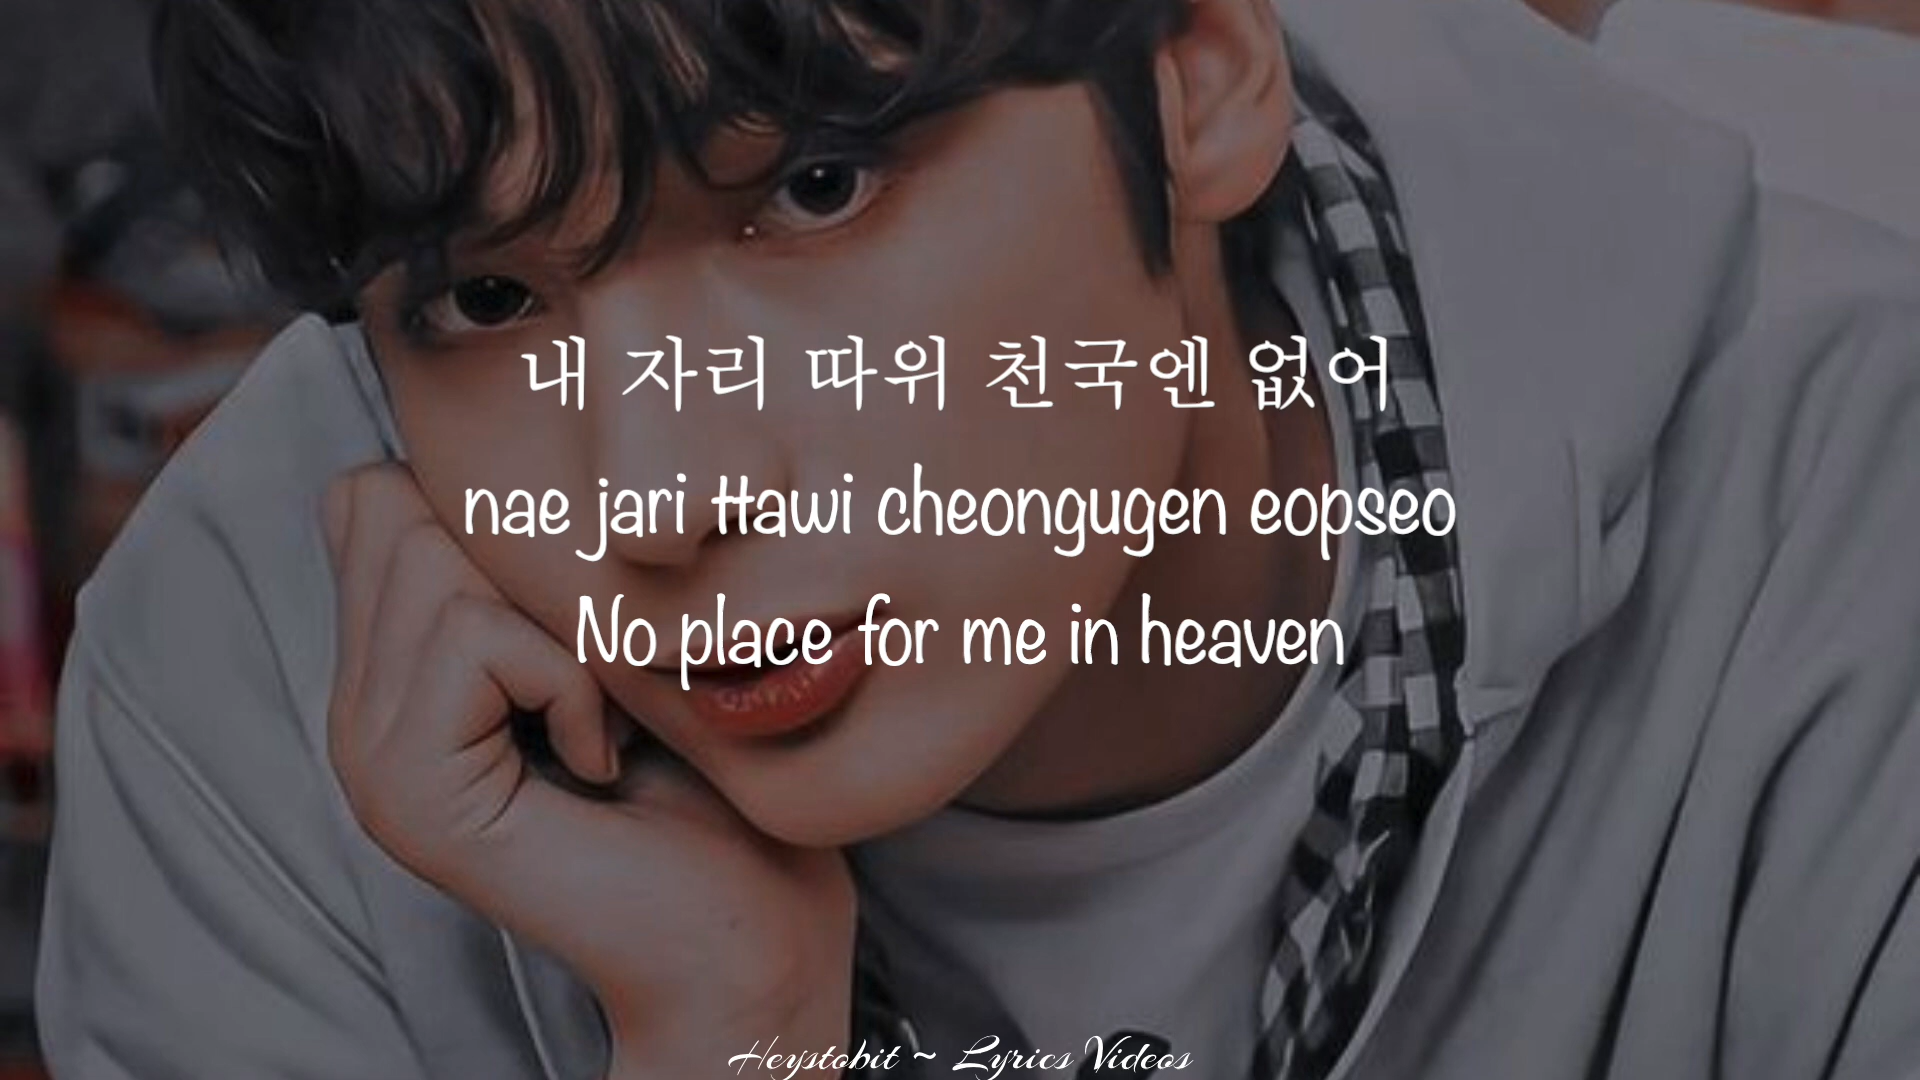 내 자리 따위 천국엔 없어
nae jari ttawi cheongugen eopseo
No place for me in heaven
Heystobit ~ Lyrics Videos